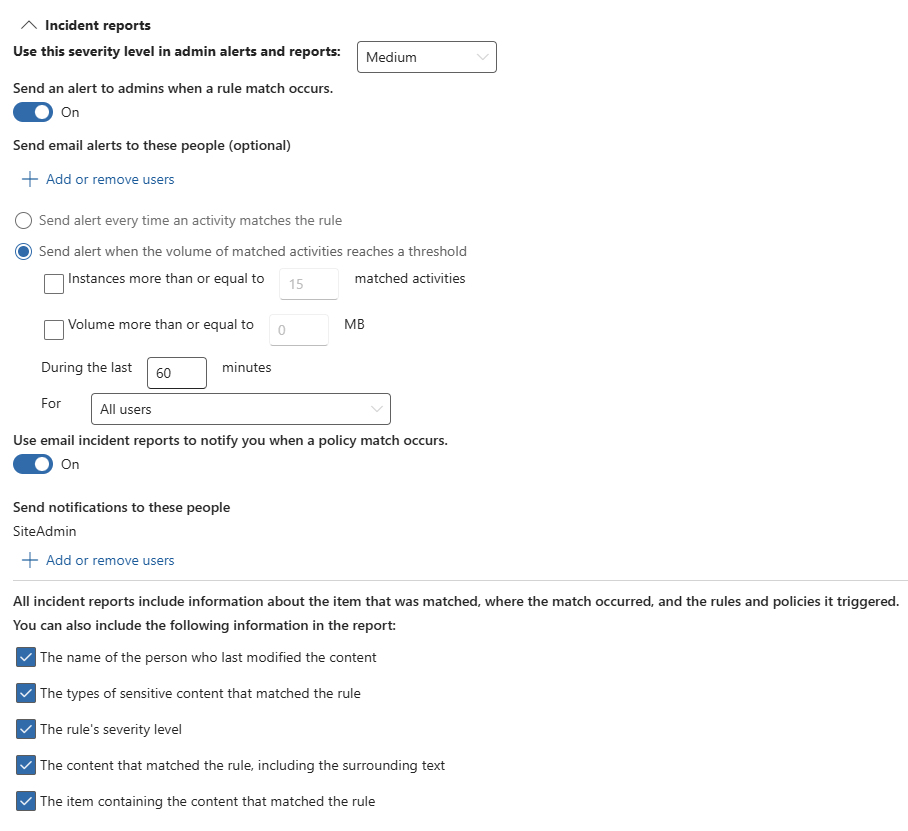 Incident reports
Use this severity level in admin alerts and reports: Medium
Send an alert to admins when a rule match occurs.
On
Send email alerts to these people (optional)
Add or remove users
Send alert every time an activity matches the rule
Send alert when the volume of matched activities reaches a threshold
Instances more than or equal to 15 matched activities
Volume more than or equal to 0 MB
During the last 60 minutes
For All users
Use email incident reports to notify you when a policy match occurs.
On
Send notifications to these people
SiteAdmin
Add or remove users
All incident reports include information about the item that was matched, where the match occurred, and the rules and policies it triggered.
You can also include the following information in the report:
The name of the person who last modified the content
The types of sensitive content that matched the rule
The rule's severity level
The content that matched the rule, including the surrounding text
The item containing the content that matched the rule